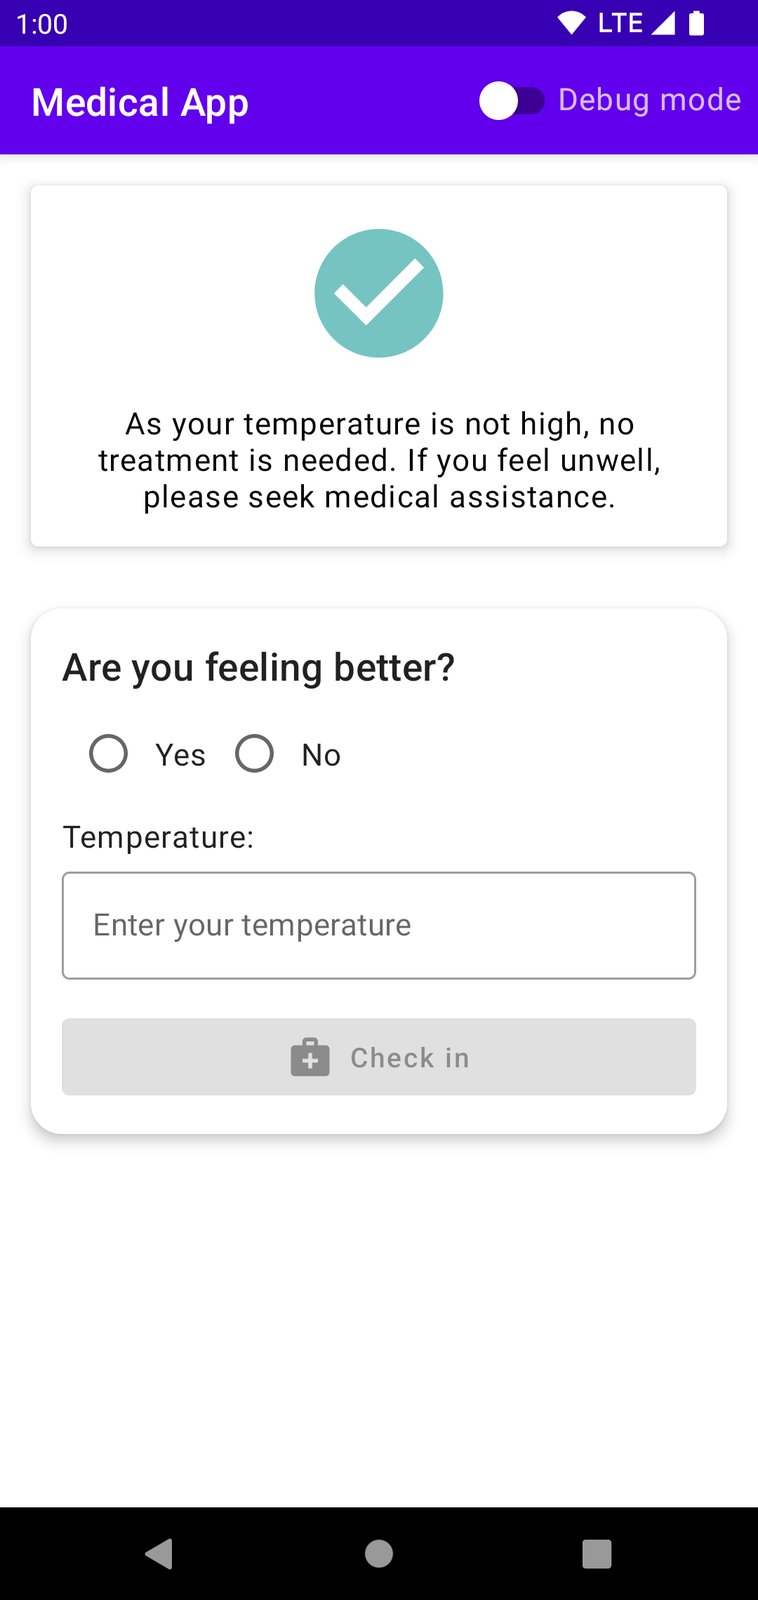 1:00 LTE
Medical App Debug mode
As your temperature is not high, no
treatment is needed. If you feel unwell,
please seek medical assistance.
Are you feeling better?
Yes No
Temperature:
Enter your temperature
Check in